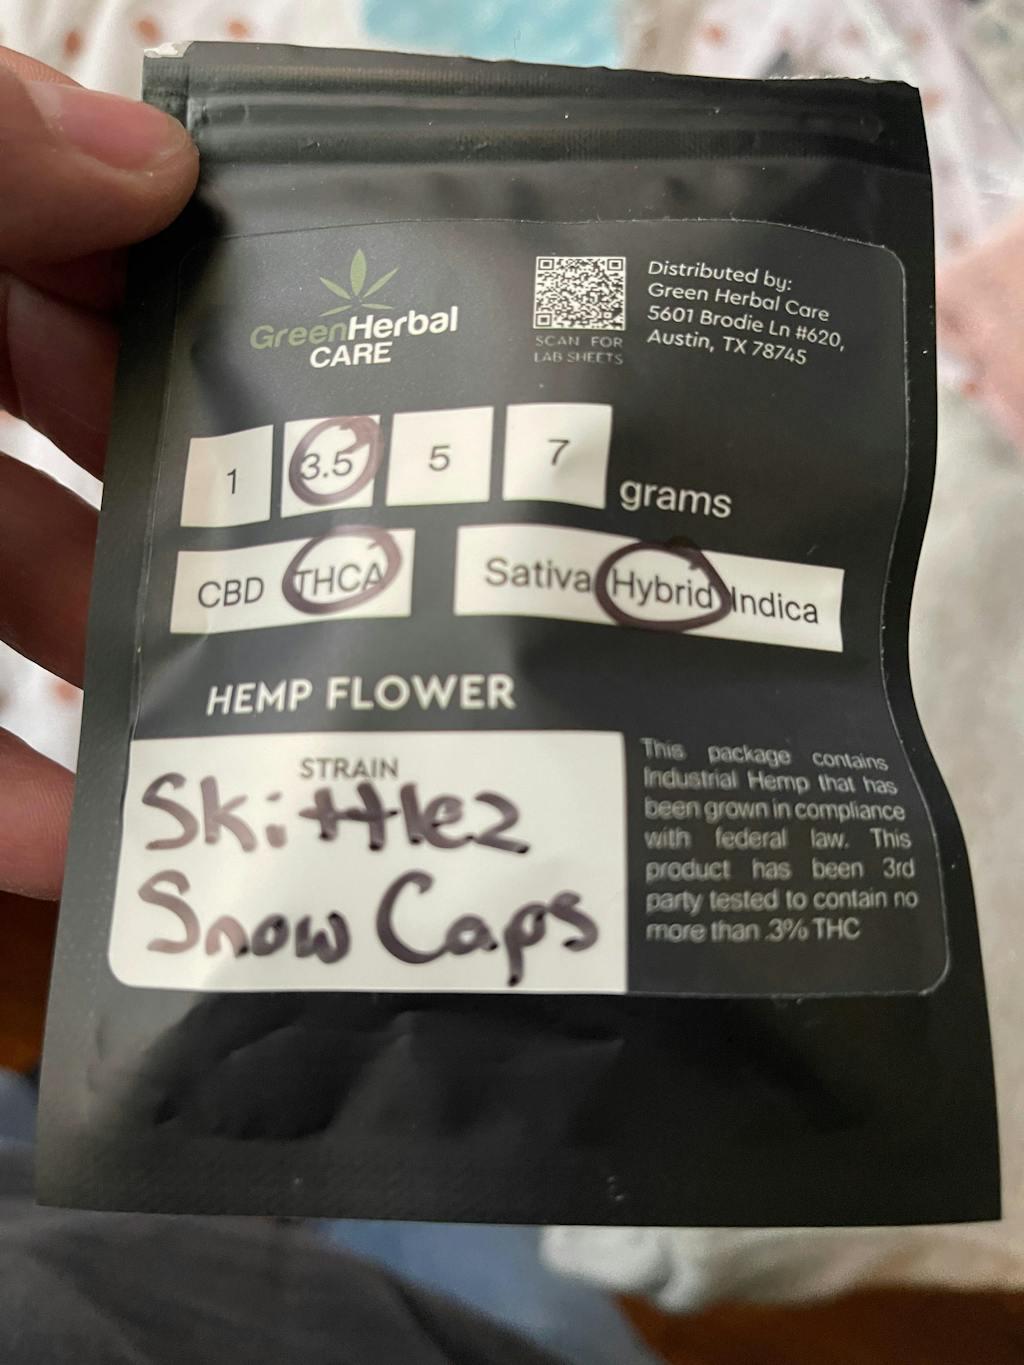 GreenHerbal
CARE
SCAN FOR
LAB SHEETS
Distributed by:
Green Herbal Care
5601 Brodie Ln #620,
Austin, TX 78745
1 3.5 5 7 grams
CBD THCA
Sativa Hybrid Indica
HEMP FLOWER
STRAIN
Skittlez
Snow Caps
This package contains
Industrial Hemp that has
been grown in compliance
with federal law. This
product has been 3rd
party tested to contain no
more than .3% THC